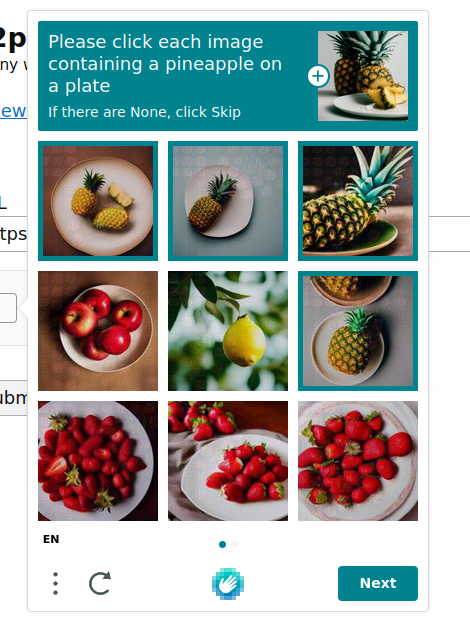 2p
Please click each image
containing a pineapple on
a plate
If there are None, click Skip
ny w
ew
L
tps
ubm
EN
Next